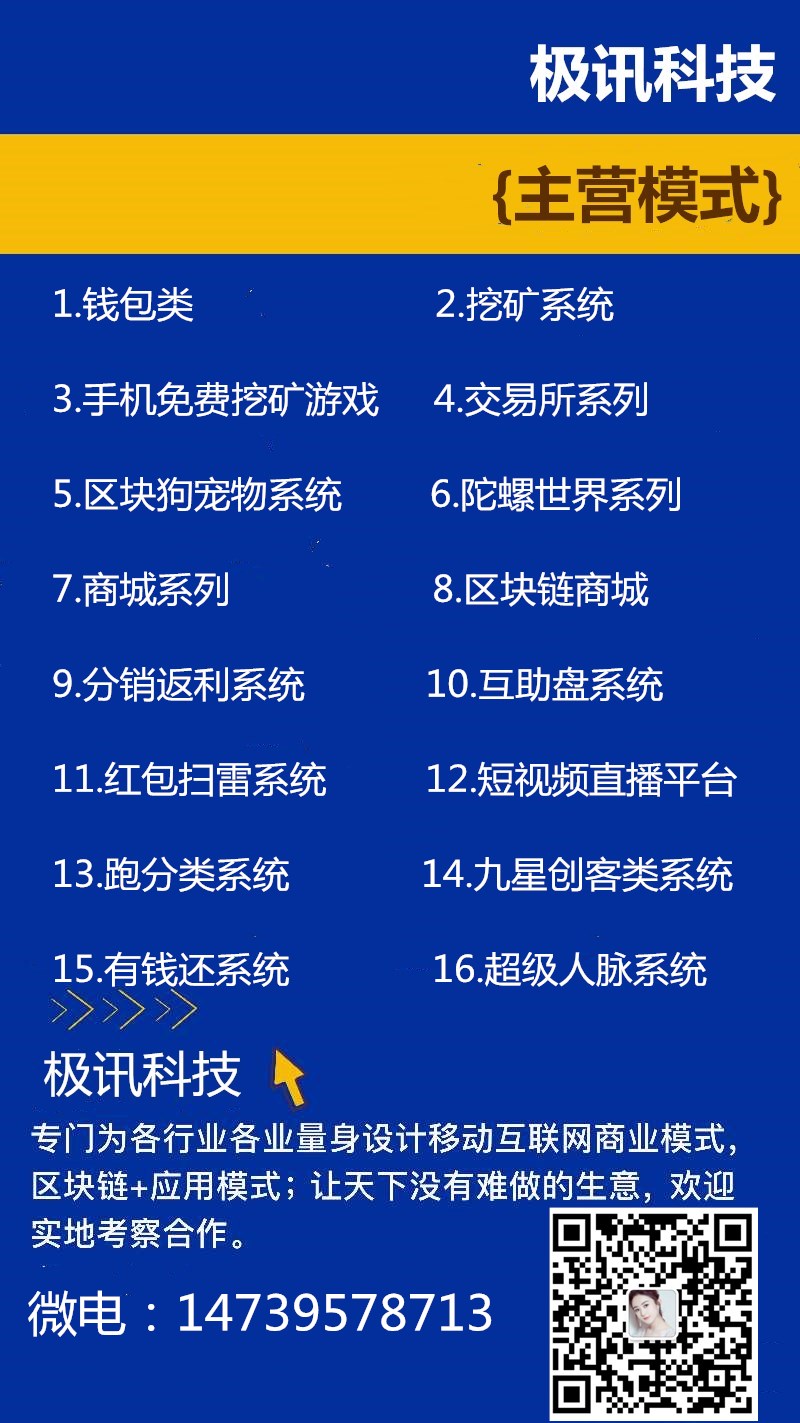 极讯科技
{主营模式}
1.钱包类
2.挖矿系统
3.手机免费挖矿游戏
4.交易所系列
5.区块狗宠物系统
6.陀螺世界系列
7.商城系列
8.区块链商城
9.分销返利系统
10.互助盘系统
11.红包扫雷系统
12.短视频直播平台
13.跑分类系统
14.九星创客类系统
15.有钱还系统
16.超级人脉系统
极讯科技
专门为各行业各业量身设计移动互联网商业模式，
区块链+应用模式；让天下没有难做的生意，欢迎
实地考察合作。
微电：14739578713